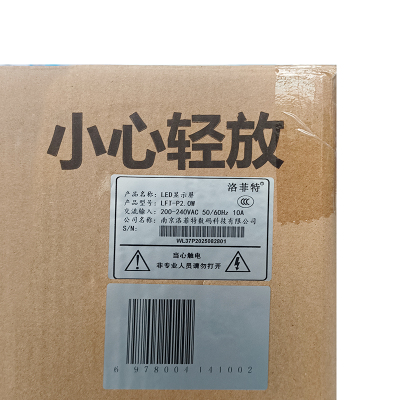 小心轻放
洛菲特®
产品名称: LED显示屏
产品型号: LFT-P2.0W
交流输入: 200-240VAC 50/60Hz 10A
公司名称: 南京洛菲特数码科技有限公司
S/N:
WL37P2025082801
当心触电
非专业人员请勿打开
6 978004 141002